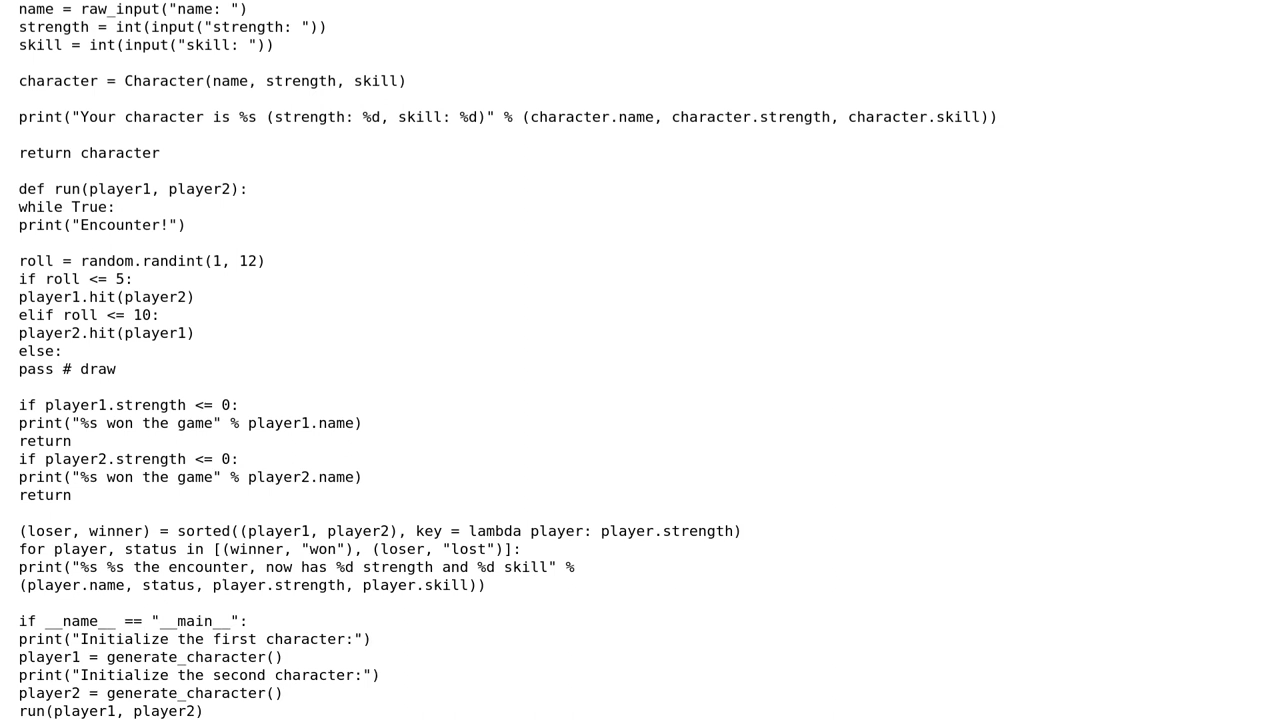 name = raw_input("name: ")
strength = int(input("strength: "))
skill = int(input("skill: "))
character = Character(name, strength, skill)
print("Your character is %s (strength: %d, skill: %d)" % (character.name, character.strength, character.skill))
return character
def run(player1, player2):
while True:
print("Encounter!")
roll = random.randint(1, 12)
if roll <= 5:
player1.hit(player2)
elif roll <= 10:
player2.hit(player1)
else:
pass # draw
if player1.strength <= 0:
print("%s won the game" % player1.name)
return
if player2.strength <= 0:
print("%s won the game" % player2.name)
return
(loser, winner) = sorted((player1, player2), key = lambda player: player.strength)
for player, status in [(winner, "won"), (loser, "lost")]:
print("%s %s the encounter, now has %d strength and %d skill" %
(player.name, status, player.strength, player.skill))
if __name__ == "__main__":
print("Initialize the first character:")
player1 = generate_character()
print("Initialize the second character:")
player2 = generate_character()
run(player1, player2)